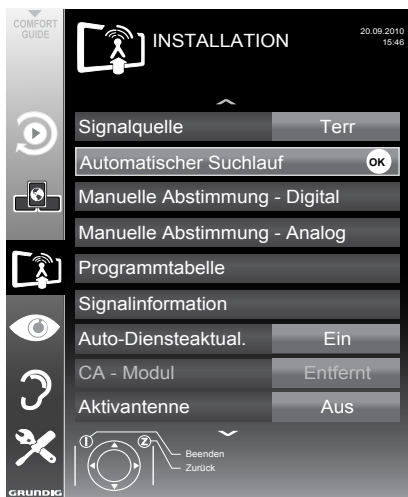 COMFORT
GUIDE
INSTALLATION
20.09.2010
15:46
Signalquelle Terr
Automatischer Suchlauf OK
Manuelle Abstimmung - Digital
Manuelle Abstimmung - Analog
Programmtabelle
Signalinformation
Auto-Diensteaktual. Ein
CA - Modul Entfernt
Aktivantenne Aus
Beenden
Zurück
GRUNDIG